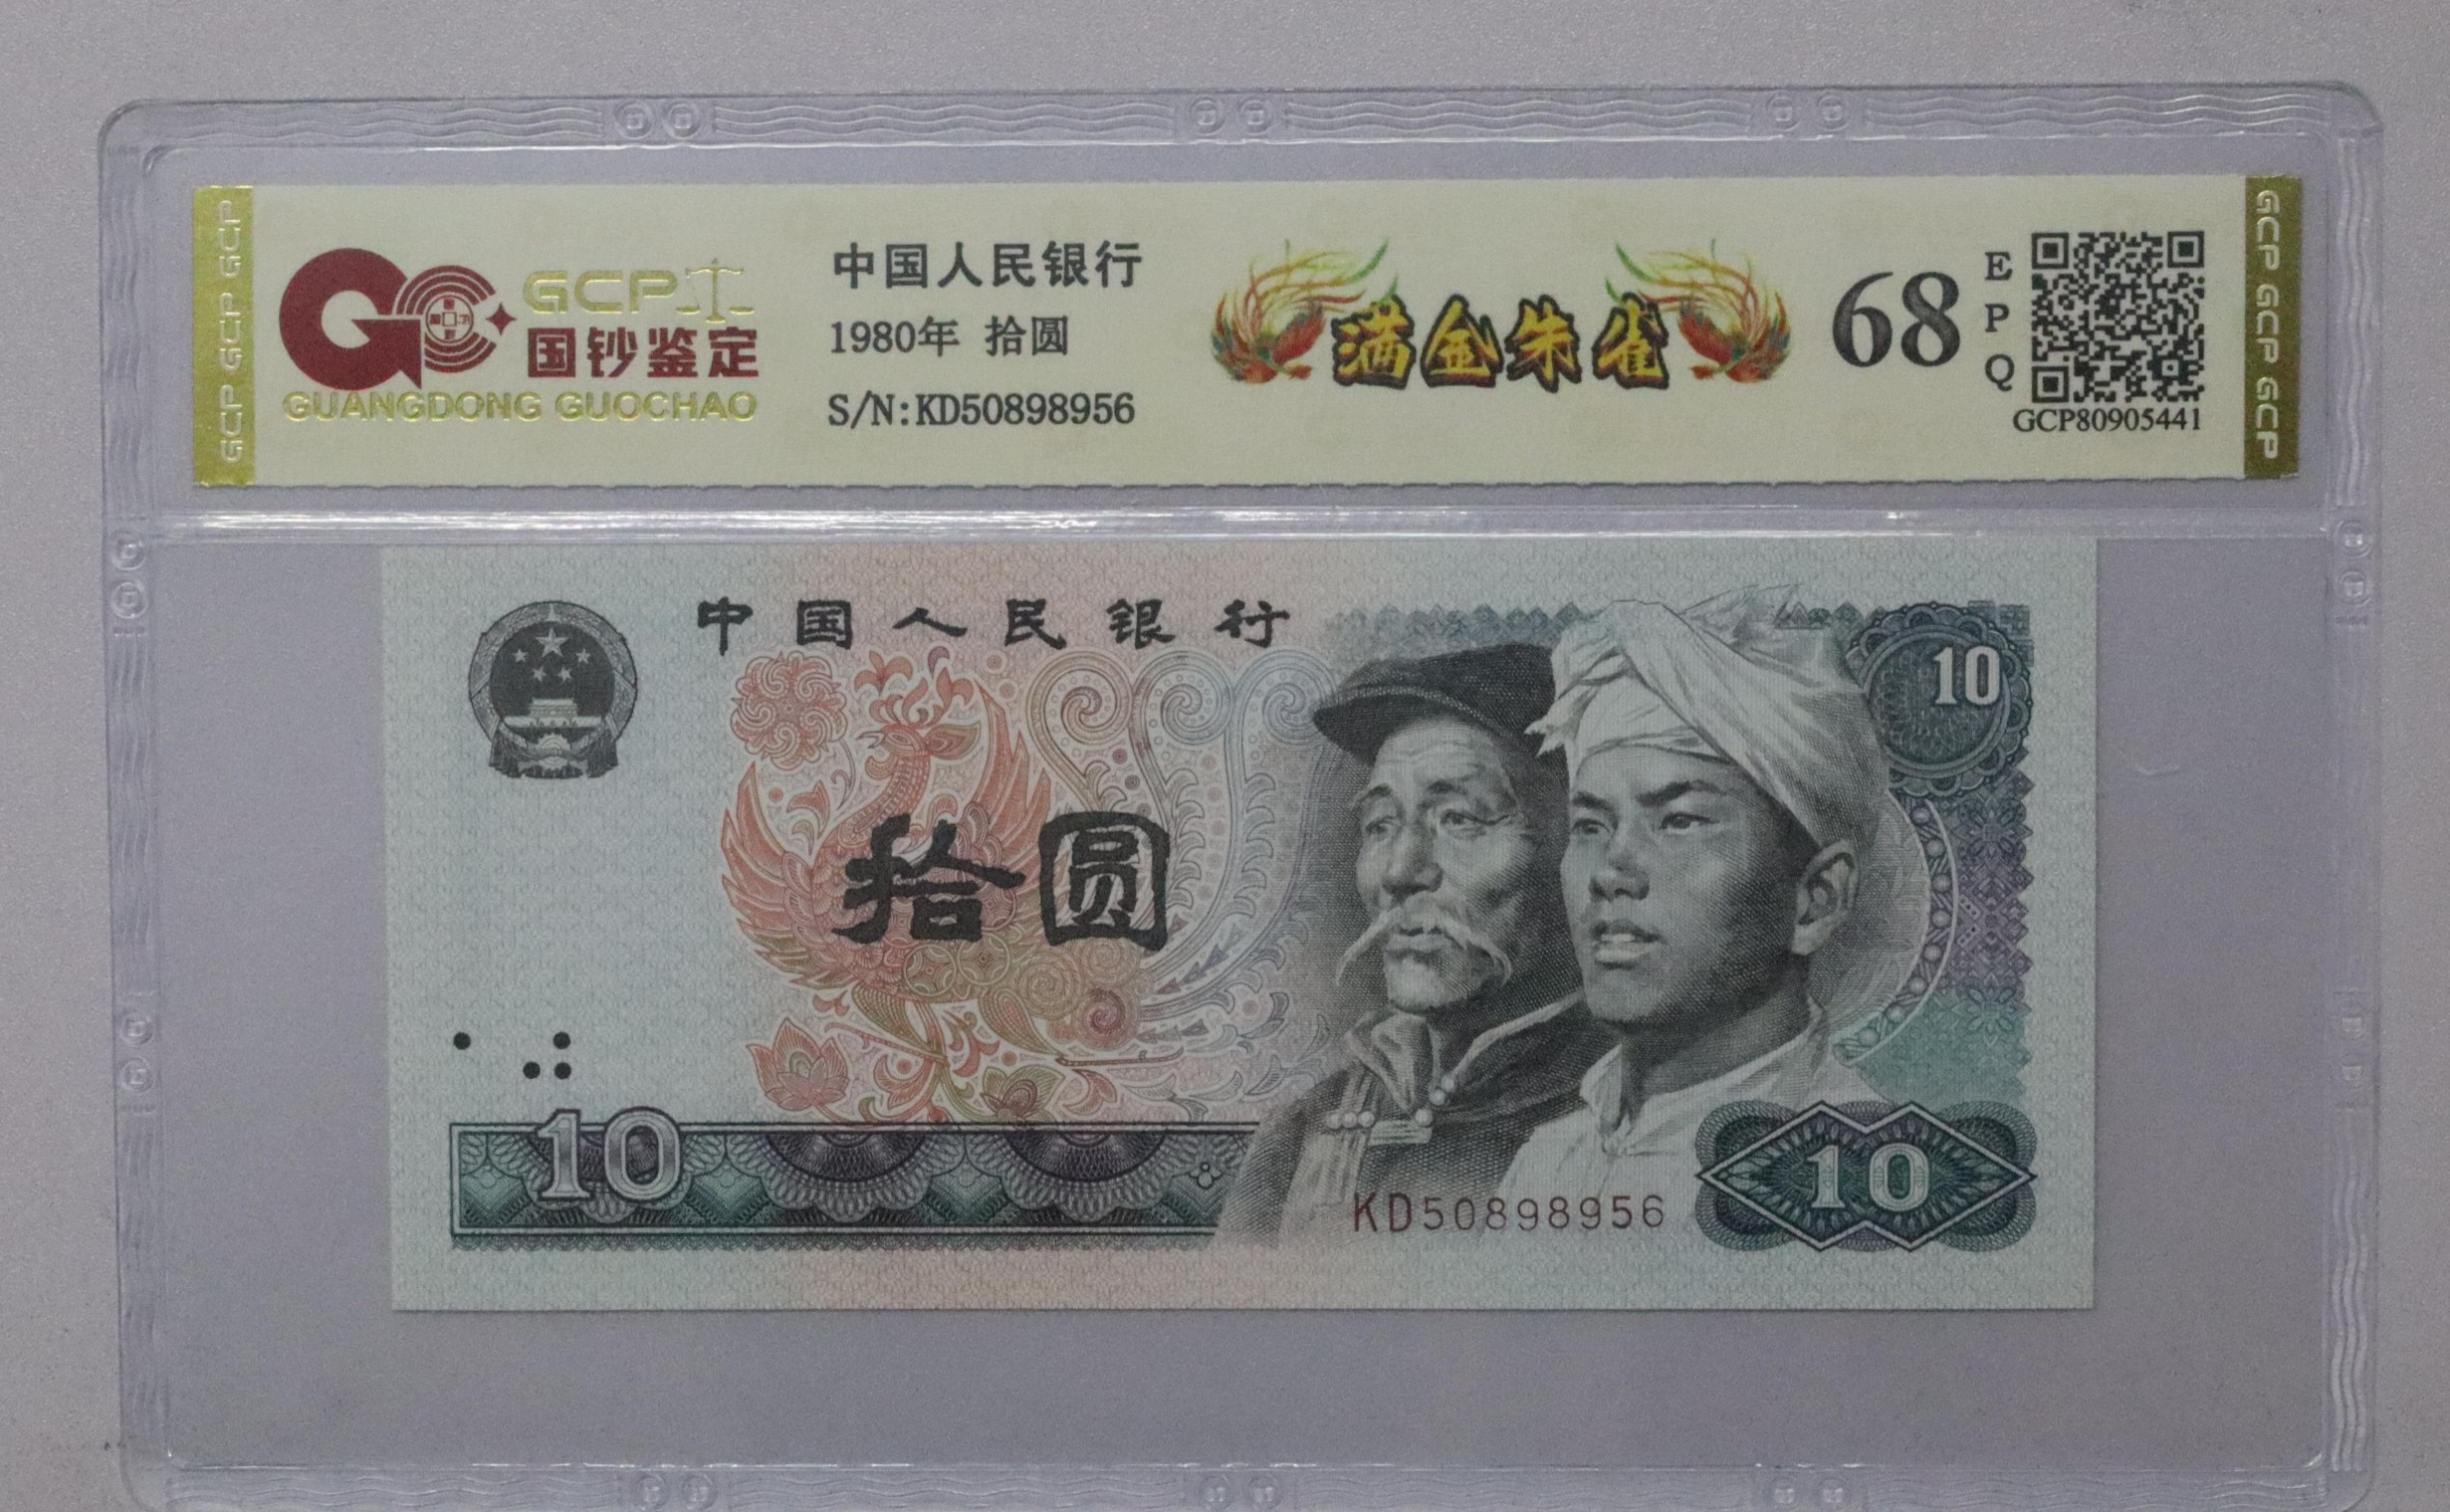 GCP GCP GCP
GCP
国钞鉴定
GUANGDONG GUOCHAO
中国人民银行
1980年 拾圆
S/N:KD50898956
满金朱雀
68
EPQ
GCP80905441
GCP GCP GCP
中国人民银行
10
拾圆
10
KD50898956
10